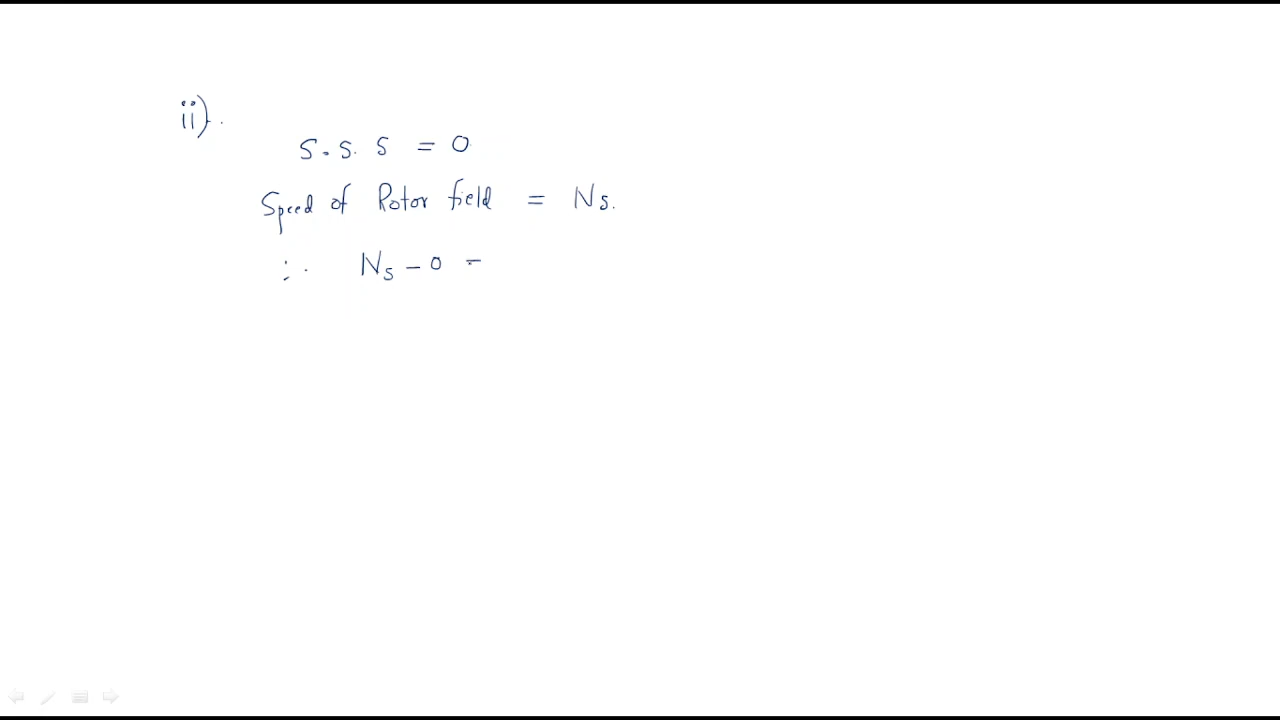 ii).
S.S. S = 0
Speed of Rotor field = Ns.
∴ Ns - 0 =